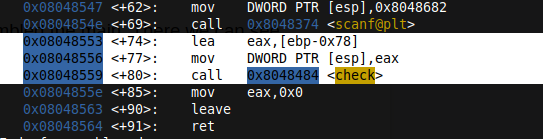 0x08048547 <+62>: mov DWORD PTR [esp],0x8048682
0x0804854e <+69>: call 0x8048374 <scanf@plt>
0x08048553 <+74>: lea eax,[ebp-0x78]
0x08048556 <+77>: mov DWORD PTR [esp],eax
0x08048559 <+80>: call 0x8048484 <check>
0x0804855e <+85>: mov eax,0x0
0x08048563 <+90>: leave
0x08048564 <+91>: ret